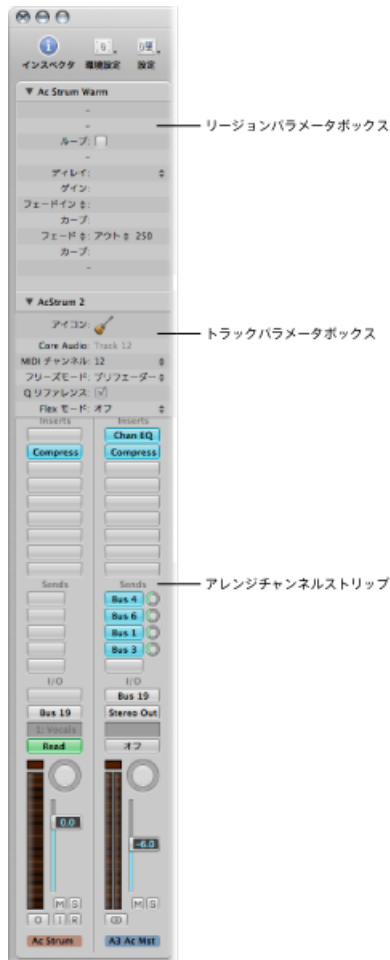 インスペクタ 環境設定 設定
▼ Ac Strum Warm
-
-
リージョンパラメータボックス
ループ:
-
ディレイ:
ゲイン:
フェードイン:
カーブ:
フェード: アウト 250
カーブ:
-
▼ AcStrum 2
アイコン:
トラックパラメータボックス
Core Audio: Track 12
MIDI チャンネル: 12
フリーズモード: プリフェーダー
Q リファレンス:
Flex モード: オフ
Inserts Inserts
Chan EQ
Compress Compress
Sends Sends
アレンジチャンネルストリップ
Bus 4
Bus 6
Bus 1
Bus 3
I/O I/O
Bus 19
Bus 19 Stereo Out
1: Vocals
Read オフ
0.0
-6.0
M S M S
O I R
Ac Strum A3 Ac Mst